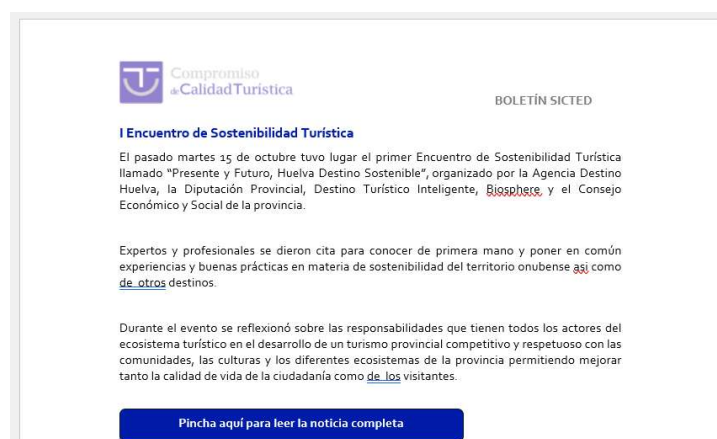 Compromiso
de Calidad Turistica
BOLETÍN SICTED
I Encuentro de Sostenibilidad Turística
El pasado martes 15 de octubre tuvo lugar el primer Encuentro de Sostenibilidad Turística
llamado “Presente y Futuro, Huelva Destino Sostenible”, organizado por la Agencia Destino
Huelva, la Diputación Provincial, Destino Turístico Inteligente, Biosphere y el Consejo
Económico y Social de la provincia.
Expertos y profesionales se dieron cita para conocer de primera mano y poner en común
experiencias y buenas prácticas en materia de sostenibilidad del territorio onubense asi como
de otros destinos.
Durante el evento se reflexionó sobre las responsabilidades que tienen todos los actores del
ecosistema turístico en el desarrollo de un turismo provincial competitivo y respetuoso con las
comunidades, las culturas y los diferentes ecosistemas de la provincia permitiendo mejorar
tanto la calidad de vida de la ciudadanía como de los visitantes.
Pincha aquí para leer la noticia completa